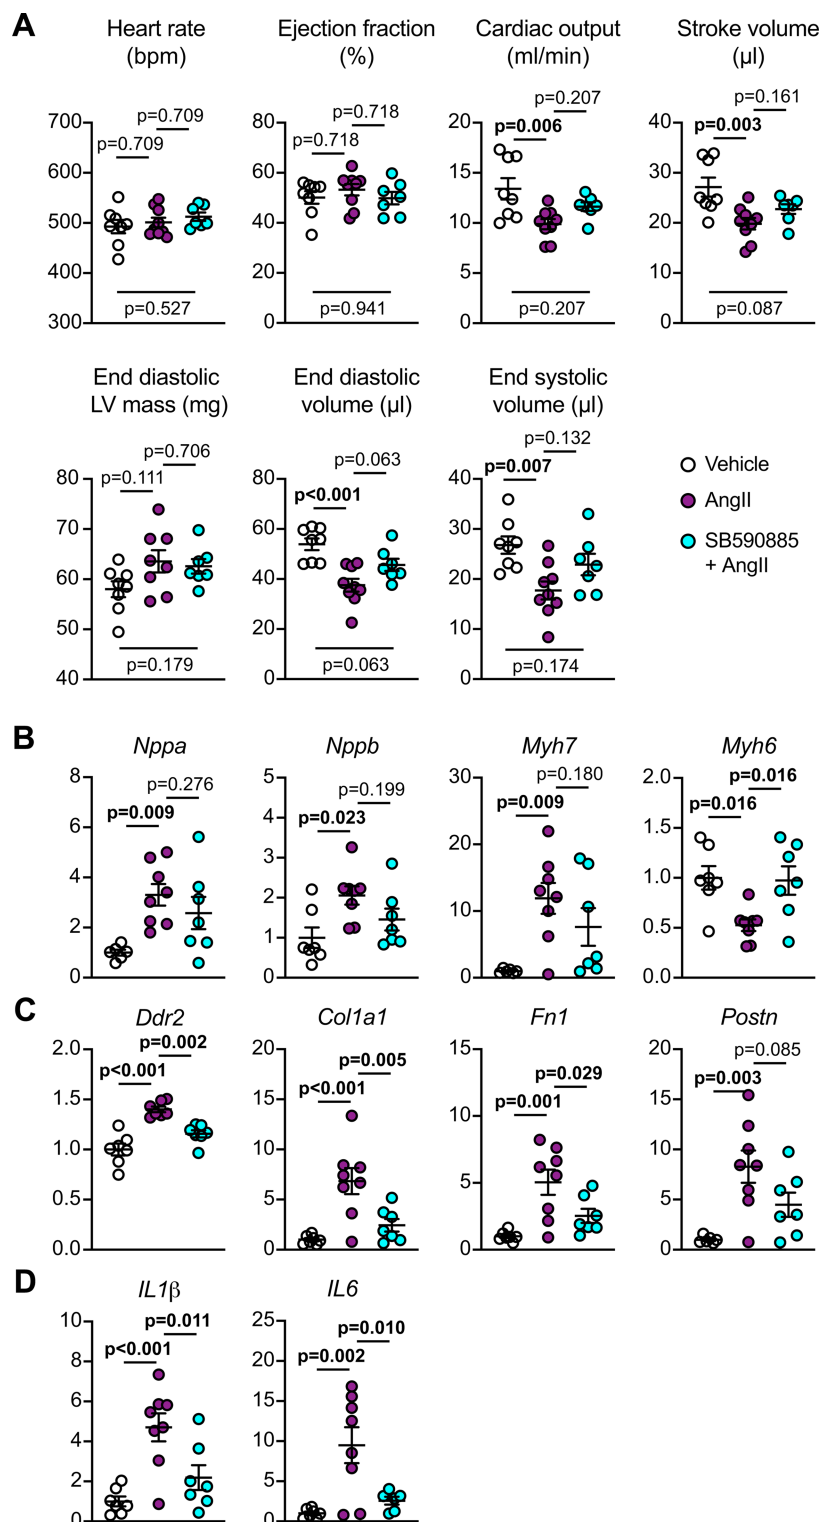 A
Heart rate
(bpm)
Ejection fraction
(%)
Cardiac output
(ml/min)
Stroke volume
(µl)
p=0.709
p=0.709
700
600
500
400
300
p=0.527
p=0.718
p=0.718
80
60
40
20
0
p=0.941
p=0.207
p=0.006
20
15
10
5
0
p=0.207
p=0.161
p=0.003
40
30
20
10
0
p=0.087
End diastolic
LV mass (mg)
End diastolic
volume (µl)
End systolic
volume (µl)
p=0.706
p=0.111
80
70
60
50
40
p=0.179
p=0.063
p<0.001
80
60
40
20
0
p=0.063
p=0.132
p=0.007
40
30
20
10
0
p=0.174
Vehicle
AngII
SB590885
+ AngII
B
Nppa
p=0.276
p=0.009
8
6
4
2
0
Nppb
p=0.199
p=0.023
5
4
3
2
1
0
Myh7
p=0.180
p=0.009
30
20
10
0
Myh6
p=0.016
p=0.016
2.0
1.5
1.0
0.5
0.0
C
Ddr2
p=0.002
p<0.001
2.0
1.5
1.0
0.5
0.0
Col1a1
p=0.005
p<0.001
20
15
10
5
0
Fn1
p=0.029
p=0.001
15
10
5
0
Postn
p=0.085
p=0.003
20
15
10
5
0
D
IL1β
p=0.011
p<0.001
10
8
6
4
2
0
IL6
p=0.010
p=0.002
25
20
15
10
5
0